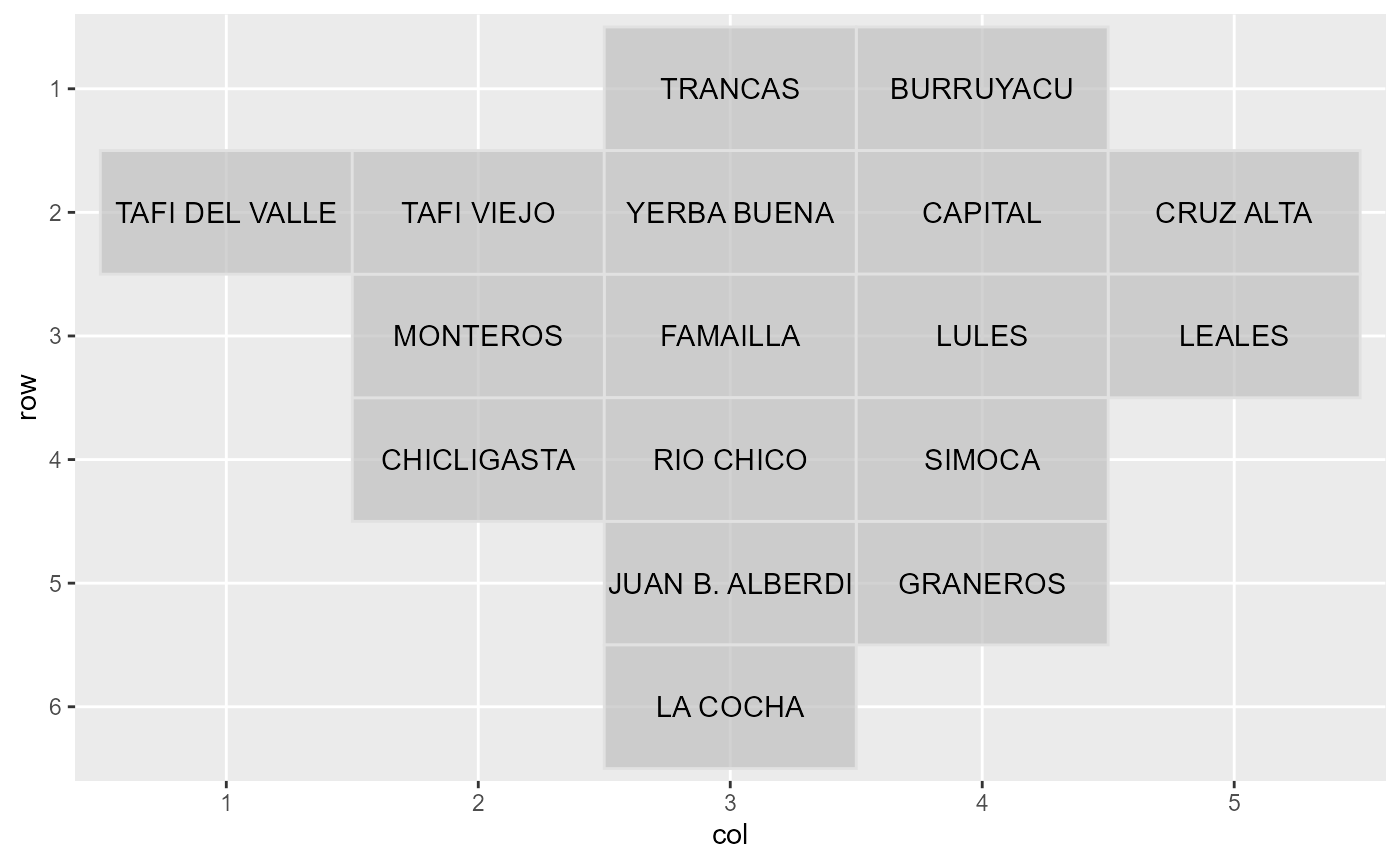 1 TRANCAS BURRUYACU
2 TAFI DEL VALLE TAFI VIEJO YERBA BUENA CAPITAL CRUZ ALTA
3 MONTEROS FAMAILLA LULES LEALES
row
4 CHICLIGASTA RIO CHICO SIMOCA
5 JUAN B. ALBERDI GRANEROS
6 LA COCHA
1 2 3 4 5
col